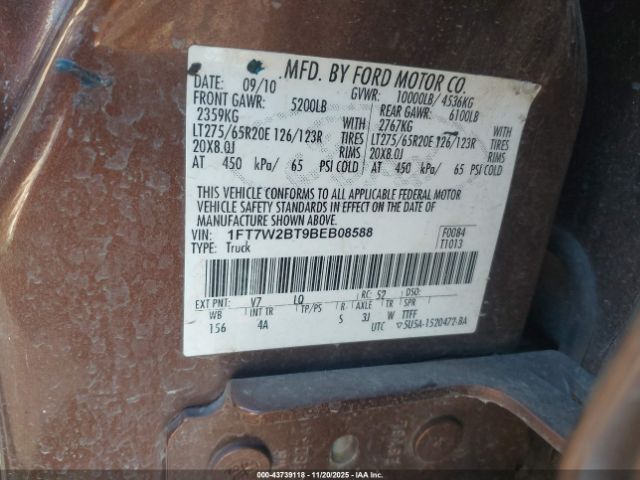 MFD. BY FORD MOTOR CO.
DATE: 09/10 GVWR: 10000LB/ 4536KG
FRONT GAWR: 5200LB REAR GAWR: 6100LB
2359KG WITH 2767KG WITH
LT275/65R20E 126/123R TIRES LT275/65R20E 126/123R TIRES
20X8.0J RIMS 20X8.0J RIMS
AT 450 kPa/ 65 PSI COLD AT 450 kPa/ 65 PSI COLD
THIS VEHICLE CONFORMS TO ALL APPLICABLE FEDERAL MOTOR
VEHICLE SAFETY STANDARDS IN EFFECT ON THE DATE OF
MANUFACTURE SHOWN ABOVE.
VIN: 1FT7W2BT9BEB08588 F0084
TYPE: Truck T1013
EXT PNT: V7 LQ RC: 52 DSO:
WB INT TR TP/PS R AXLE TR SPR
156 4A S 3J W TTFF
UTC 5U5A-1520472-BA
000-43739118 - 11/20/2025 - IAAI.COM